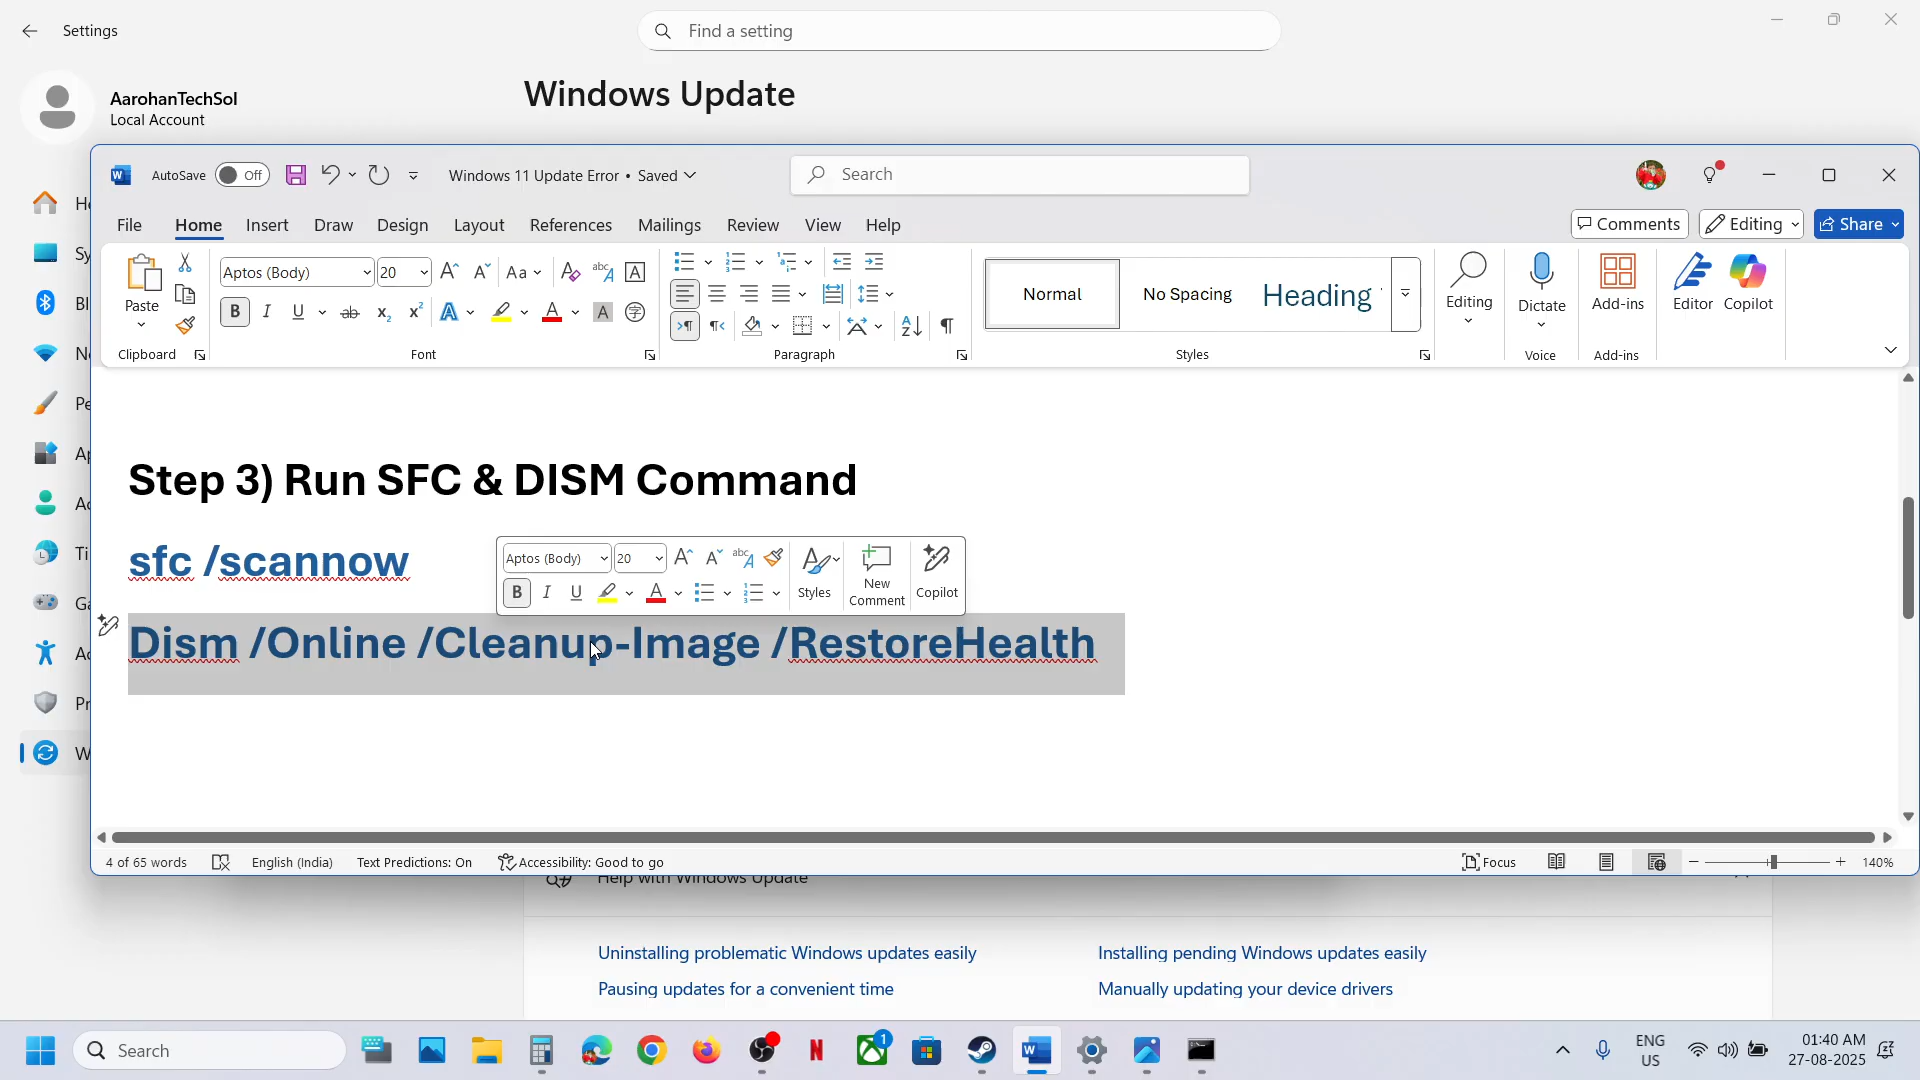 Settings
Find a setting
AarohanTechSol
Local Account
Windows Update
AutoSave Off
Windows 11 Update Error • Saved
Search
File Home Insert Draw Design Layout References Mailings Review View Help
Comments Editing Share
Paste
Clipboard
Aptos (Body) 20
Font
Paragraph
Normal No Spacing Heading
Styles
Editing
Dictate
Voice
Add-ins
Add-ins
Editor
Copilot
Step 3) Run SFC & DISM Command
sfc /scannow
Aptos (Body) 20
Styles
New Comment
Copilot
Dism /Online /Cleanup-Image /RestoreHealth
4 of 65 words English (India) Text Predictions: On Accessibility: Good to go Focus 140%
Help with Windows Update
Uninstalling problematic Windows updates easily
Installing pending Windows updates easily
Pausing updates for a convenient time
Manually updating your device drivers
Search
1
ENG
US
01:40 AM
27-08-2025